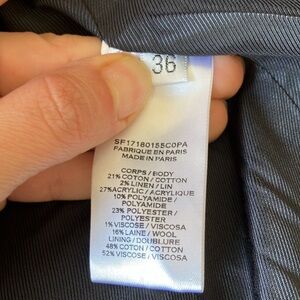 36
SF17180155C0PA
FABRIQUE EN PARIS
MADE IN PARIS
CORPS / BODY
21% COTON / COTTON
2% LINEN / LIN
27%ACRYLIC / ACRYLIQUE
10% POLYAMIDE /
POLYAMIDE
23% POLYESTER /
POLYESTER
1% VISCOSE / VISCOSA
16% LAINE / WOOL
LINING / DOUBLURE
48% COTON / COTTON
52% VISCOSE / VISCOSA